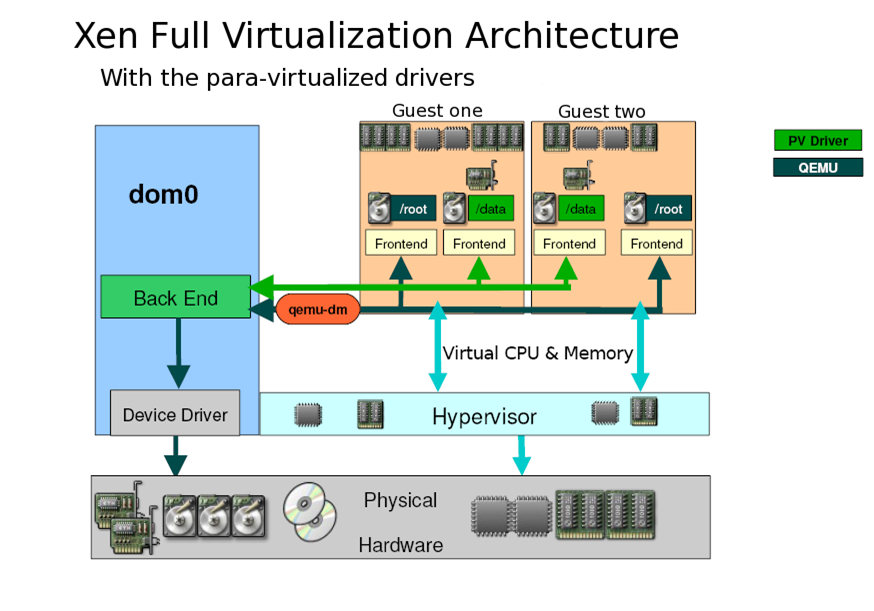 Xen Full Virtualization Architecture
With the para-virtualized drivers
Guest one
Guest two
PV Driver
QEMU
dom0
/root
/data
/data
/root
Frontend
Frontend
Frontend
Frontend
Back End
qemu-dm
Virtual CPU & Memory
Device Driver
Hypervisor
Physical
Hardware